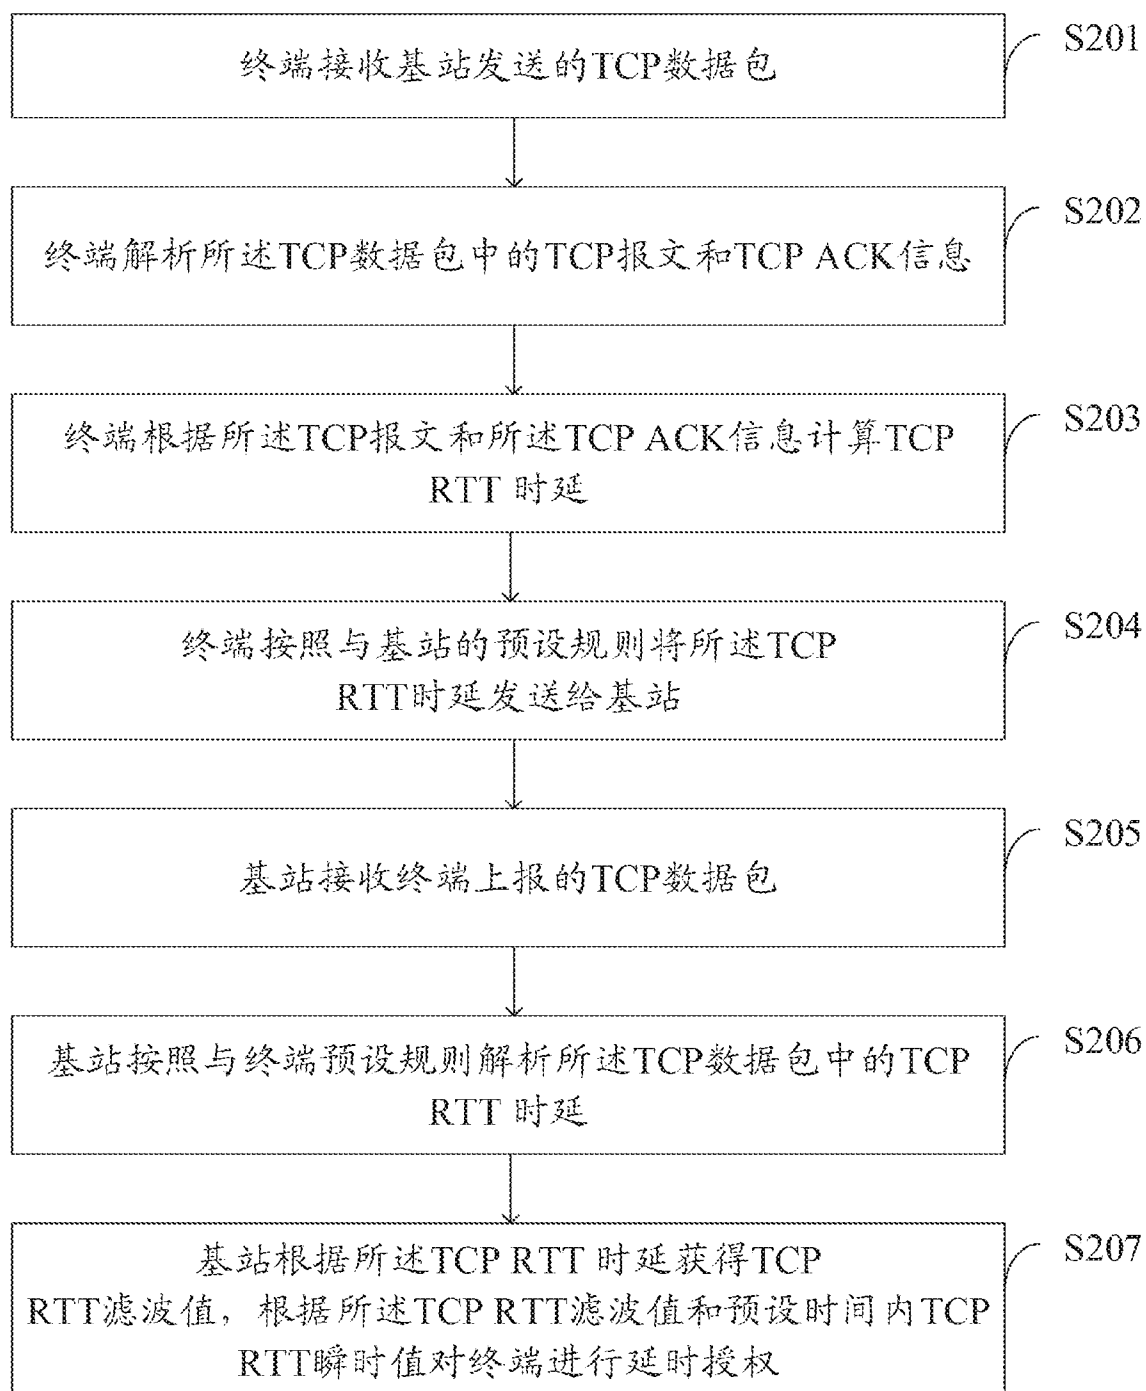 终端接收基站发送的TCP数据包
S201
终端解析所述TCP数据包中的TCP报文和TCP ACK信息
S202
终端根据所述TCP报文和所述TCP ACK信息计算TCP
RTT 时延
S203
终端按照与基站的预设规则将所述TCP
RTT时延发送给基站
S204
基站接收终端上报的TCP数据包
S205
基站按照与终端预设规则解析所述TCP数据包中的TCP
RTT 时延
S206
基站根据所述TCP RTT 时延获得TCP
RTT滤波值，根据所述TCP RTT滤波值和预设时间内TCP
RTT瞬时值对终端进行延时授权
S207